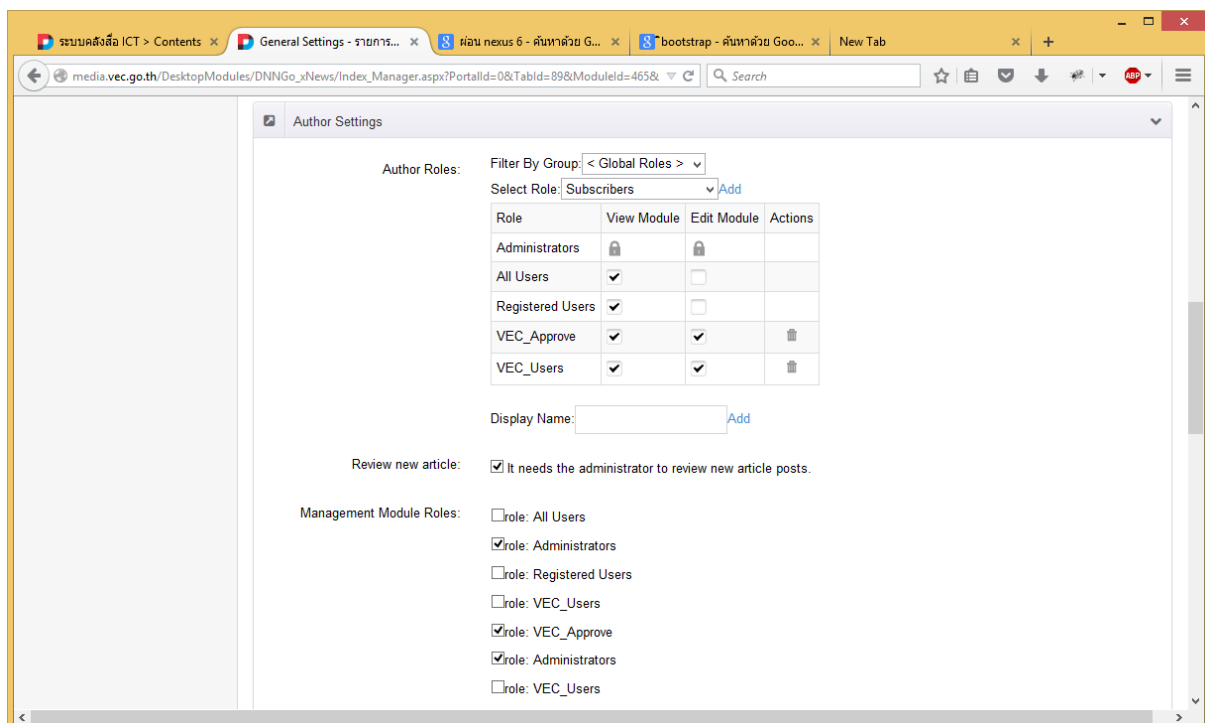 ระบบคลังสื่อ ICT > Contents
General Settings - รายการ...
ผ่อน nexus 6 - ค้นหาด้วย G...
bootstrap - ค้นหาด้วย Goo...
New Tab
media.vec.go.th/DesktopModules/DNNGo_xNews/Index_Manager.aspx?PortalId=0&TabId=89&ModuleId=465&
Search
ABP
Author Settings
Author Roles: Filter By Group: < Global Roles >
Select Role: Subscribers Add
Role View Module Edit Module Actions
Administrators
All Users
Registered Users
VEC_Approve
VEC_Users
Display Name: Add
Review new article: It needs the administrator to review new article posts.
Management Module Roles: role: All Users
role: Administrators
role: Registered Users
role: VEC_Users
role: VEC_Approve
role: Administrators
role: VEC_Users